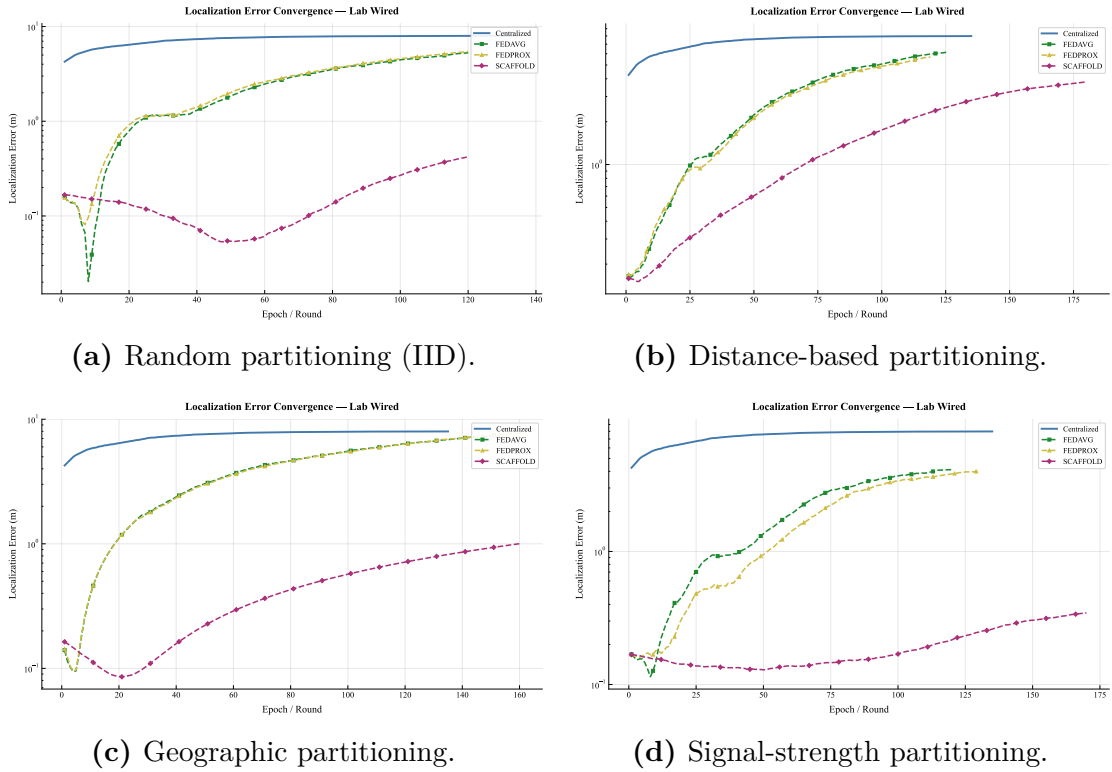 Localization Error Convergence — Lab Wired
10¹
10⁰
10⁻¹
Localization Error (m)
0 20 40 60 80 100 120 140
Epoch / Round
Centralized
FEDAVG
FEDPROX
SCAFFOLD
(a) Random partitioning (IID).
Localization Error Convergence — Lab Wired
10⁰
Localization Error (m)
0 25 50 75 100 125 150 175
Epoch / Round
Centralized
FEDAVG
FEDPROX
SCAFFOLD
(b) Distance-based partitioning.
Localization Error Convergence — Lab Wired
10¹
10⁰
10⁻¹
Localization Error (m)
0 20 40 60 80 100 120 140 160
Epoch / Round
Centralized
FEDAVG
FEDPROX
SCAFFOLD
(c) Geographic partitioning.
Localization Error Convergence — Lab Wired
10⁰
10⁻¹
Localization Error (m)
0 25 50 75 100 125 150 175
Epoch / Round
Centralized
FEDAVG
FEDPROX
SCAFFOLD
(d) Signal-strength partitioning.